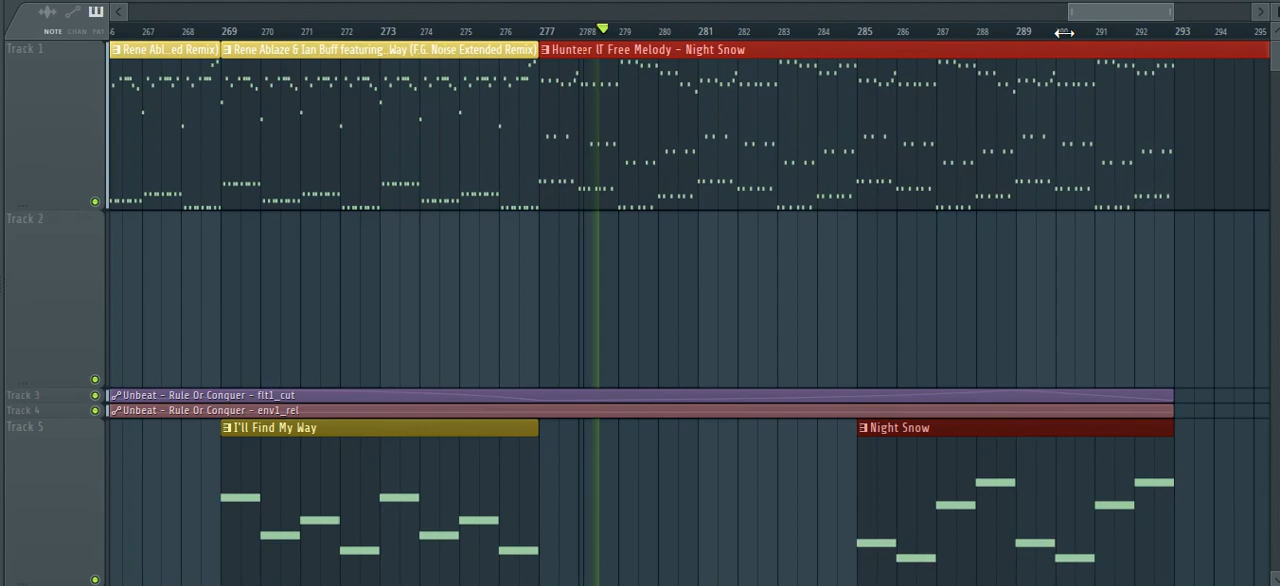 NOTE CHAN PAT
267 268 269 270 271 272 273 274 275 276 277 279 280 281 282 283 284 285 286 287 288 289 291 292 293 294 295
Track 1
Rene Abl..ed Remix)
Rene Ablaze & Ian Buff featuring..Way (F.G. Noise Extended Remix)
Hunteer UT Free Melody - Night Snow
Track 2
Track 3
Unbeat - Rule Or Conquer - flt1_cut
Track 4
Unbeat - Rule Or Conquer - env1_rel
Track 5
I'll Find My Way
Night Snow